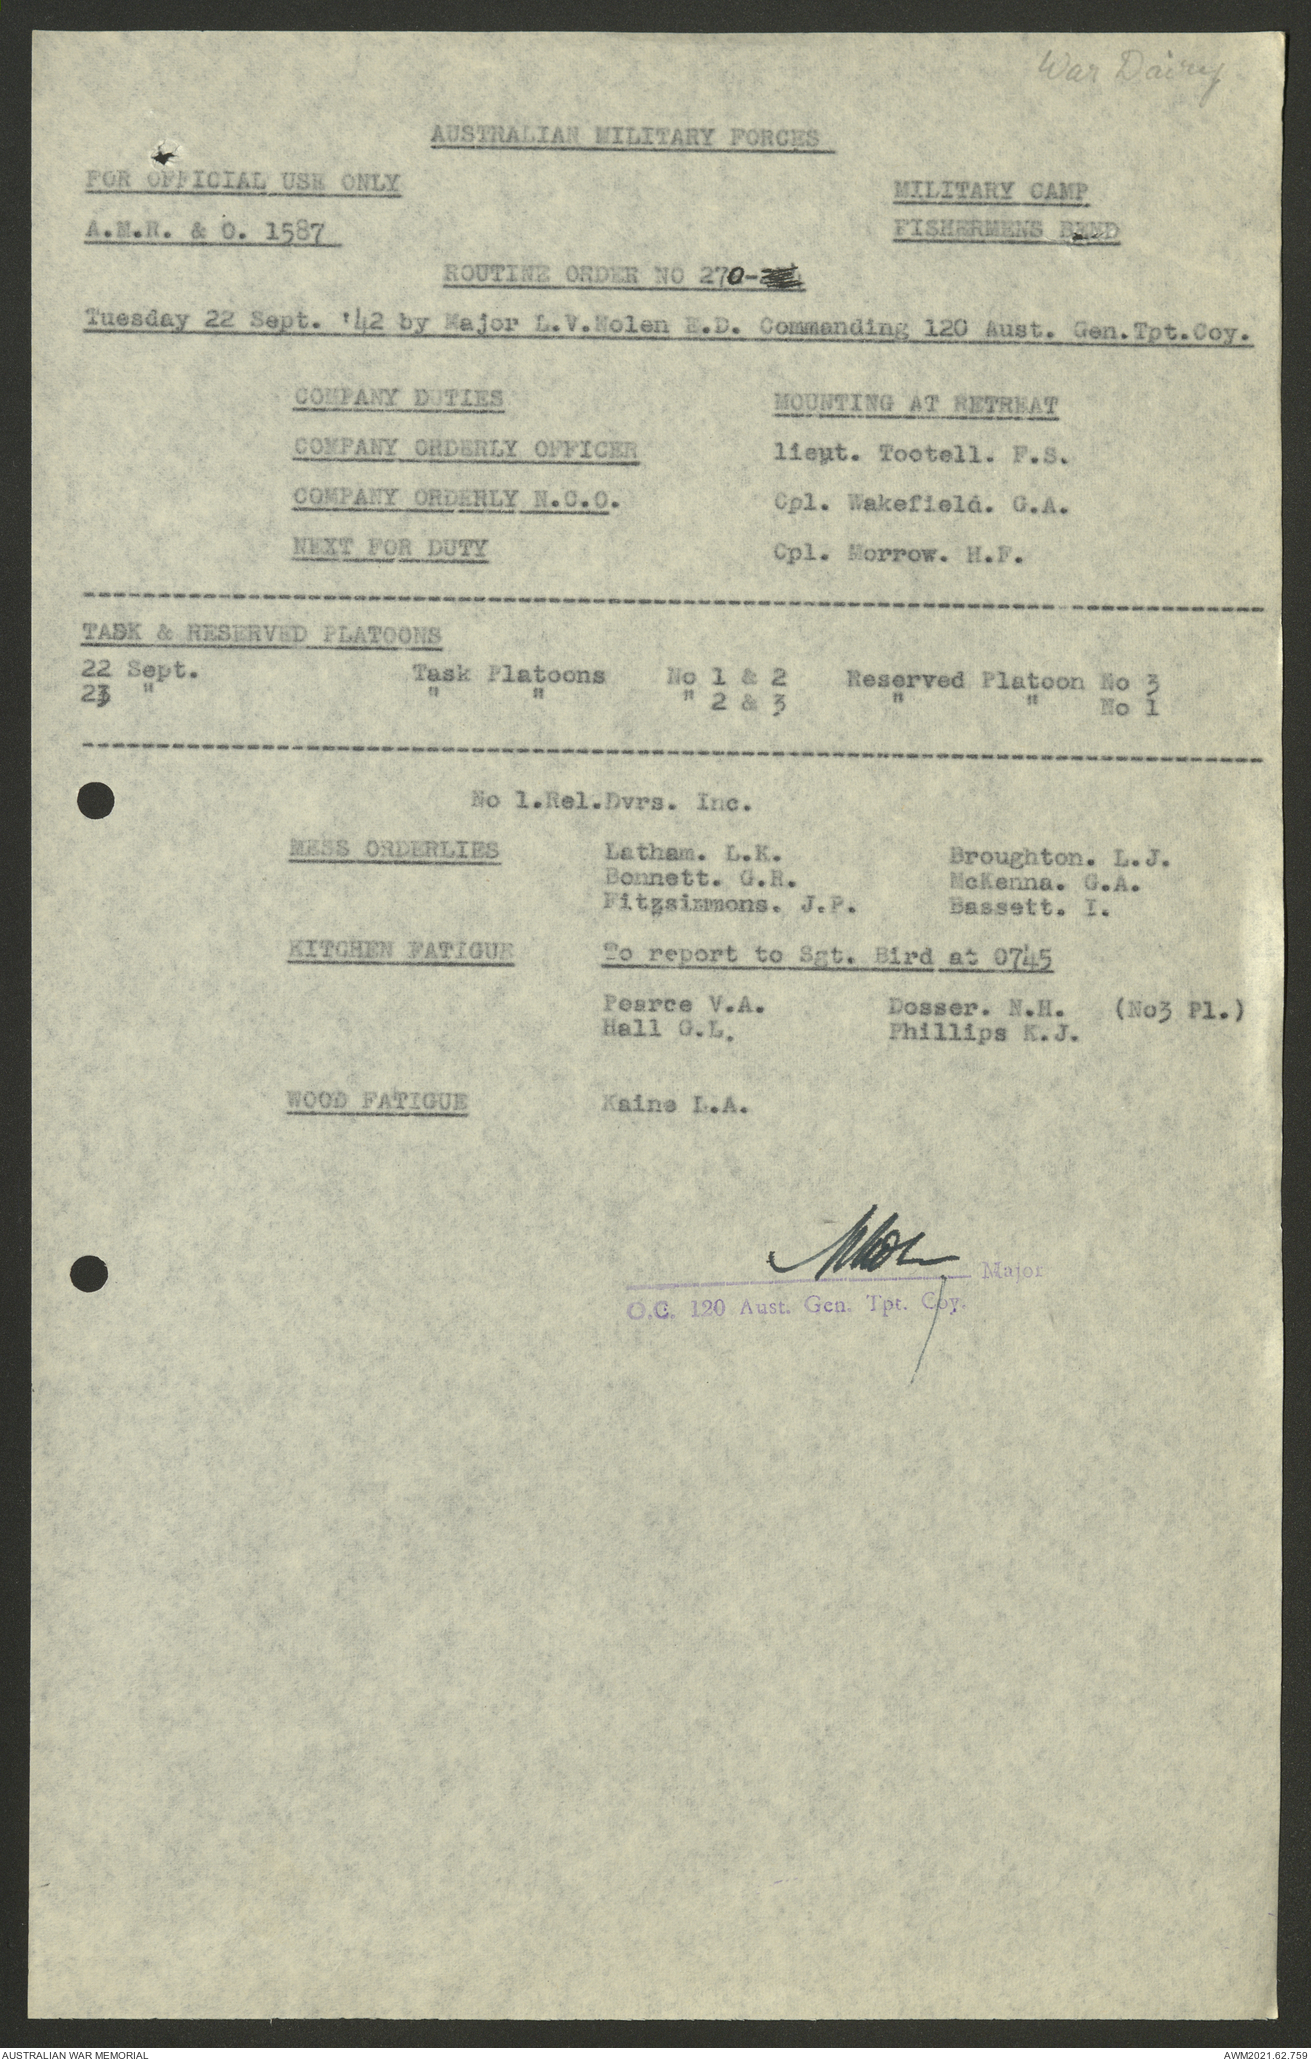 War Dairy
AUSTRALIAN MILITARY FORCES
FOR OFFICIAL USE ONLY
MILITARY CAMP
A.M.R. & O. 1587
FISHERMENS BEND
ROUTINE ORDER NO 270-
Tuesday 22 Sept. '42 by Major L.V.Nolen E.D. Commanding 120 Aust. Gen.Tpt.Coy.
COMPANY DUTIES MOUNTING AT RETREAT
COMPANY ORDERLY OFFICER lieut. Tootell. F.S.
COMPANY ORDERLY N.C.O. Cpl. Wakefield. G.A.
NEXT FOR DUTY Cpl. Morrow. H.F.
TASK & RESERVED PLATOONS
22 Sept. Task Platoons No 1 & 2 Reserved Platoon No 3
23 " " " " 2 & 3 " " No 1
No 1.Rel.Dvrs. Inc.
MESS ORDERLIES Latham. L.K. Broughton. L.J.
Bonnett. G.R. McKenna. G.A.
Fitzsimmons. J.P. Bassett. I.
KITCHEN FATIGUE To report to Sgt. Bird at 0745
Pearce V.A. Dosser. N.H. (No3 Pl.)
Hall G.L. Phillips K.J.
WOOD FATIGUE Kaine L.A.
Major
O.C. 120 Aust. Gen. Tpt. Coy.
AUSTRALIAN WAR MEMORIAL
AWM2021.62.759